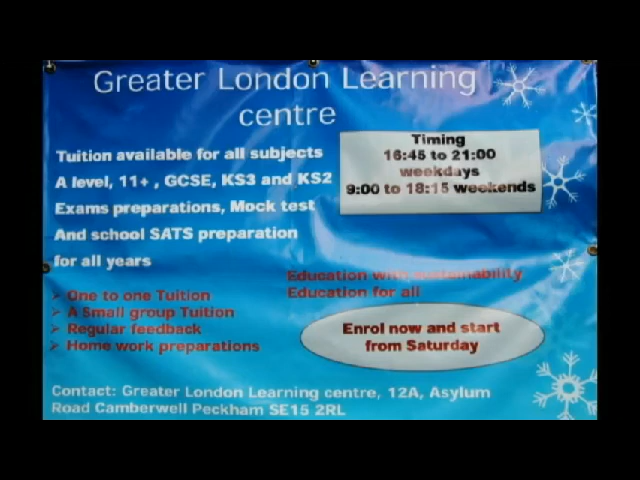 Greater London Learning
centre
Tuition available for all subjects
A level, 11+ , GCSE, KS3 and KS2
Exams preparations, Mock test
And school SATS preparation
for all years
Timing
16:45 to 21:00
weekdays
9:00 to 18:15 weekends
Education with sustainability
Education for all
➢ One to one Tuition
➢ A Small group Tuition
➢ Regular feedback
➢ Home work preparations
Enrol now and start
from Saturday
Contact: Greater London Learning centre, 12A, Asylum
Road Camberwell Peckham SE15 2RL